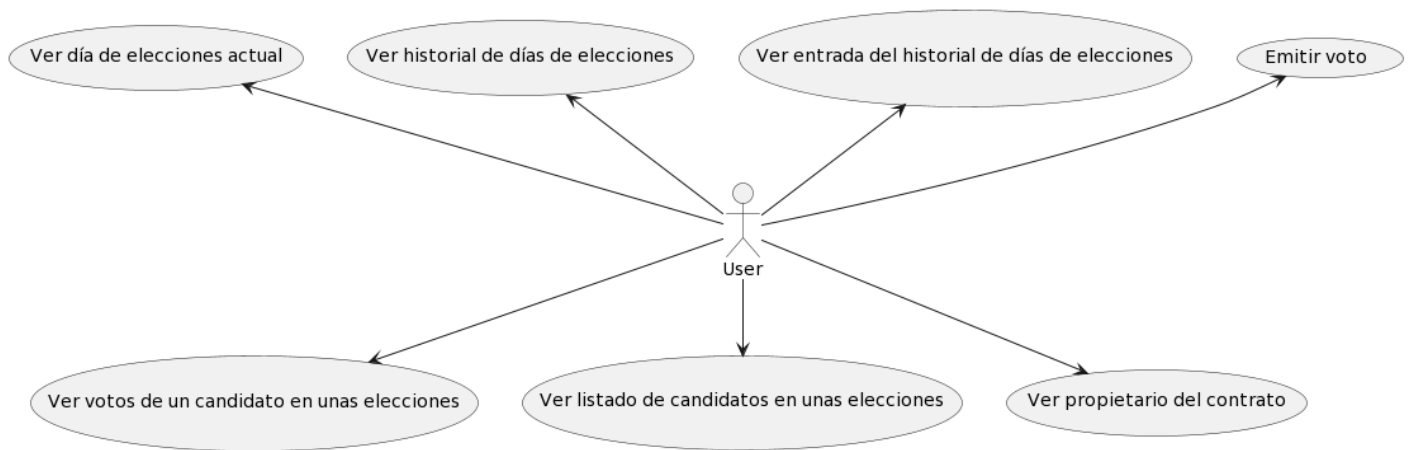 Ver día de elecciones actual
Ver historial de días de elecciones
Ver entrada del historial de días de elecciones
Emitir voto
User
Ver votos de un candidato en unas elecciones
Ver listado de candidatos en unas elecciones
Ver propietario del contrato